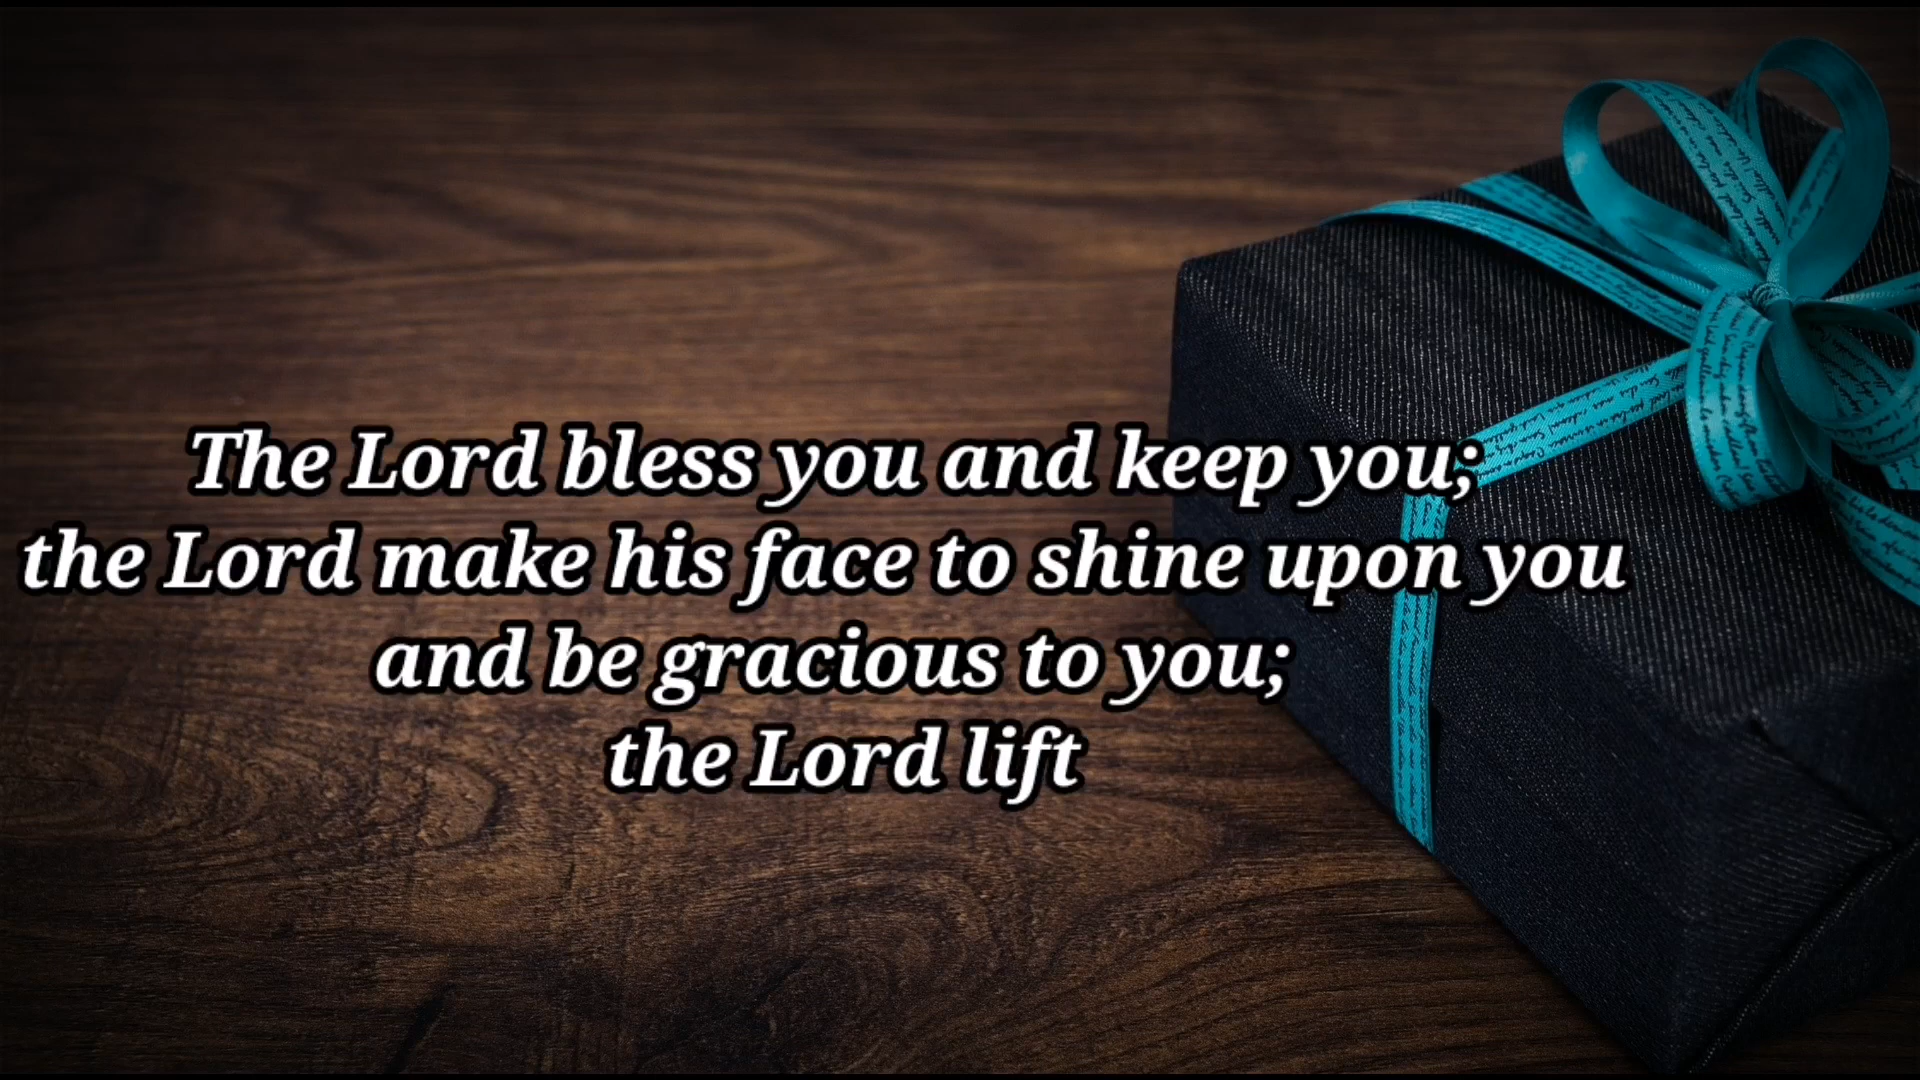 The Lord bless you and keep you;
the Lord make his face to shine upon you
and be gracious to you;
the Lord lift